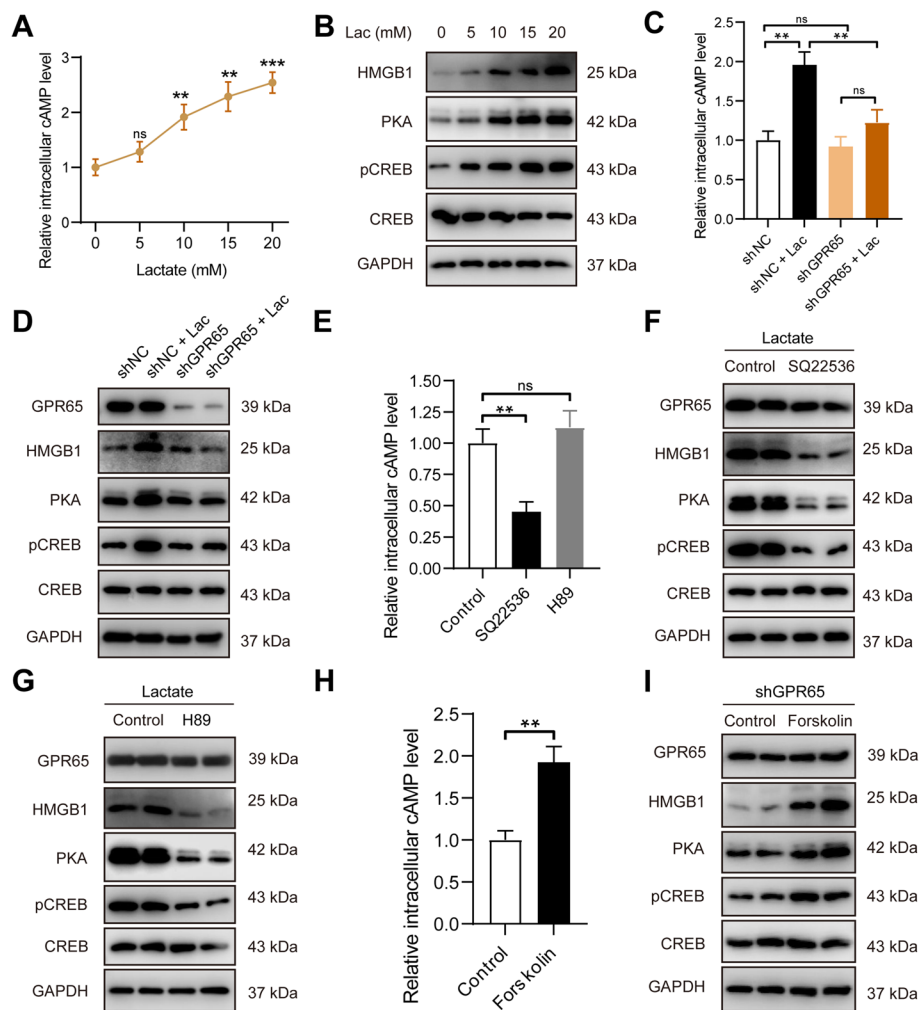 A
Relative intracellular cAMP level
3
2
1
0
ns
**
**
***
0 5 10 15 20
Lactate (mM)
B
Lac (mM) 0 5 10 15 20
HMGB1 25 kDa
PKA 42 kDa
pCREB 43 kDa
CREB 43 kDa
GAPDH 37 kDa
C
Relative intracellular cAMP level
2.5
2.0
1.5
1.0
0.5
0.0
ns
** **
ns
shNC
shNC + Lac
shGPR65
shGPR65 + Lac
D
shNC
shNC + Lac
shGPR65
shGPR65 + Lac
GPR65 39 kDa
HMGB1 25 kDa
PKA 42 kDa
pCREB 43 kDa
CREB 43 kDa
GAPDH 37 kDa
E
Relative intracellular cAMP level
1.50
1.25
1.00
0.75
0.50
0.25
0.00
ns
**
Control
SQ22536
H89
F
Lactate
Control SQ22536
GPR65 39 kDa
HMGB1 25 kDa
PKA 42 kDa
pCREB 43 kDa
CREB 43 kDa
GAPDH 37 kDa
G
Lactate
Control H89
GPR65 39 kDa
HMGB1 25 kDa
PKA 42 kDa
pCREB 43 kDa
CREB 43 kDa
GAPDH 37 kDa
H
Relative intracellular cAMP level
2.5
2.0
1.5
1.0
0.5
0.0
**
Control
Forskolin
I
shGPR65
Control Forskolin
GPR65 39 kDa
HMGB1 25 kDa
PKA 42 kDa
pCREB 43 kDa
CREB 43 kDa
GAPDH 37 kDa